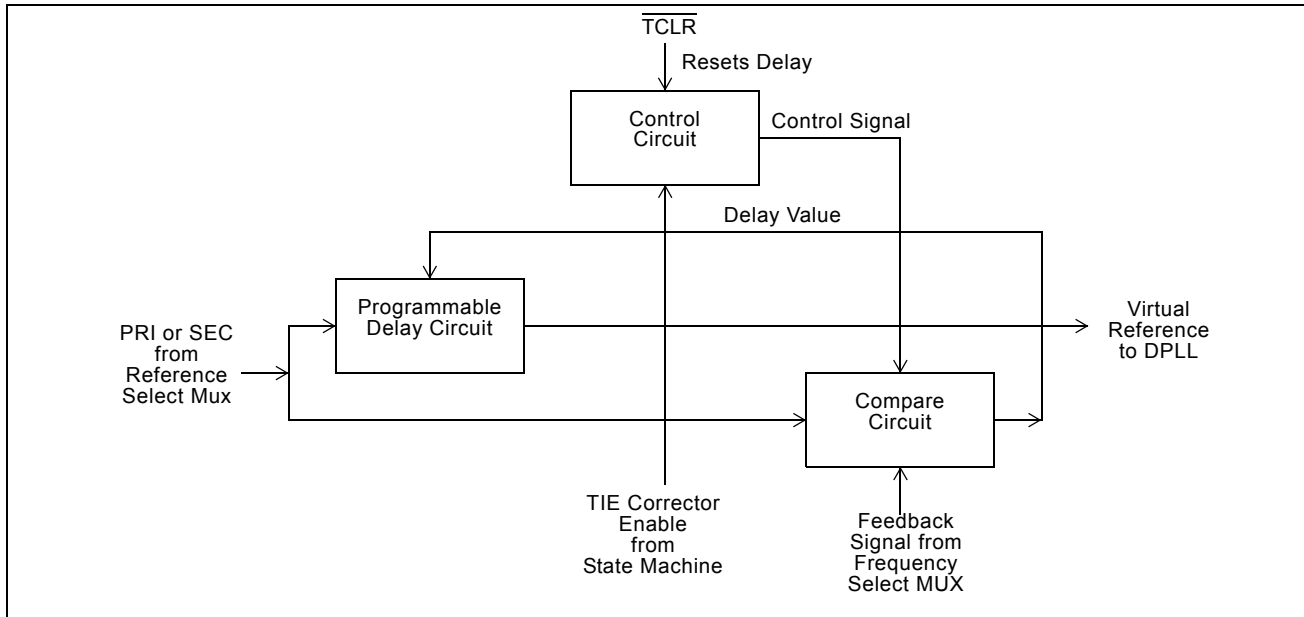 TCLR
Resets Delay
Control
Circuit
Control Signal
Delay Value
Programmable
Delay Circuit
PRI or SEC
from
Reference
Select Mux
Virtual
Reference
to DPLL
Compare
Circuit
TIE Corrector
Enable
from
State Machine
Feedback
Signal from
Frequency
Select MUX